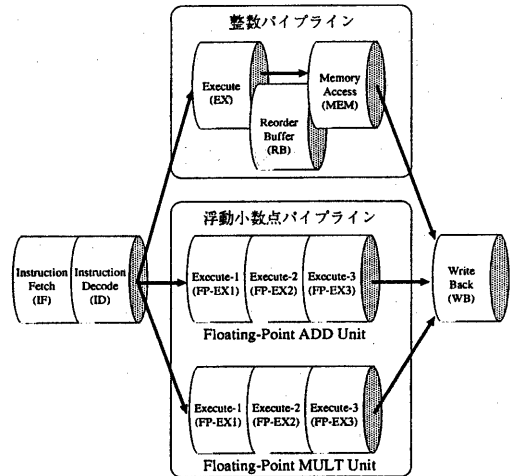 整数パイプライン
Execute
(EX)
Memory
Access
(MEM)
Reorder
Buffer
(RB)
浮動小数点パイプライン
Instruction
Fetch
(IF)
Instruction
Decode
(ID)
Execute-1
(FP-EX1)
Execute-2
(FP-EX2)
Execute-3
(FP-EX3)
Write
Back
(WB)
Floating-Point ADD Unit
Execute-1
(FP-EX1)
Execute-2
(FP-EX2)
Execute-3
(FP-EX3)
Floating-Point MULT Unit